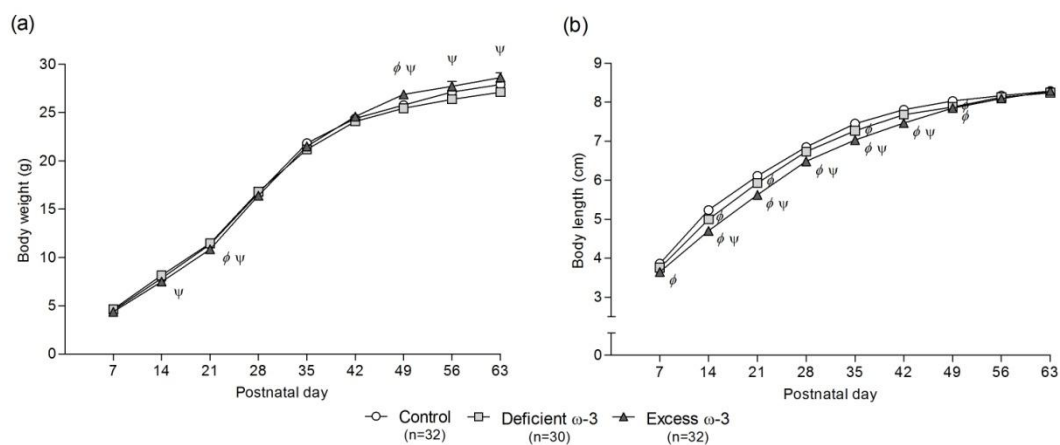 (a)
ϕ ψ
ψ
ψ
30
25
20
15
10
5
0
Body weight (g)
ψ
ϕ ψ
7 14 21 28 35 42 49 56 63
Postnatal day
(b)
9
8
7
6
5
4
3
0
Body length (cm)
ϕ
ϕ
ϕ ψ
ϕ
ϕ ψ
ϕ ψ
ϕ
ϕ ψ
ϕ ψ
ϕ
ϕ
7 14 21 28 35 42 49 56 63
Postnatal day
Control Deficient ω-3 Excess ω-3
(n=32) (n=30) (n=32)